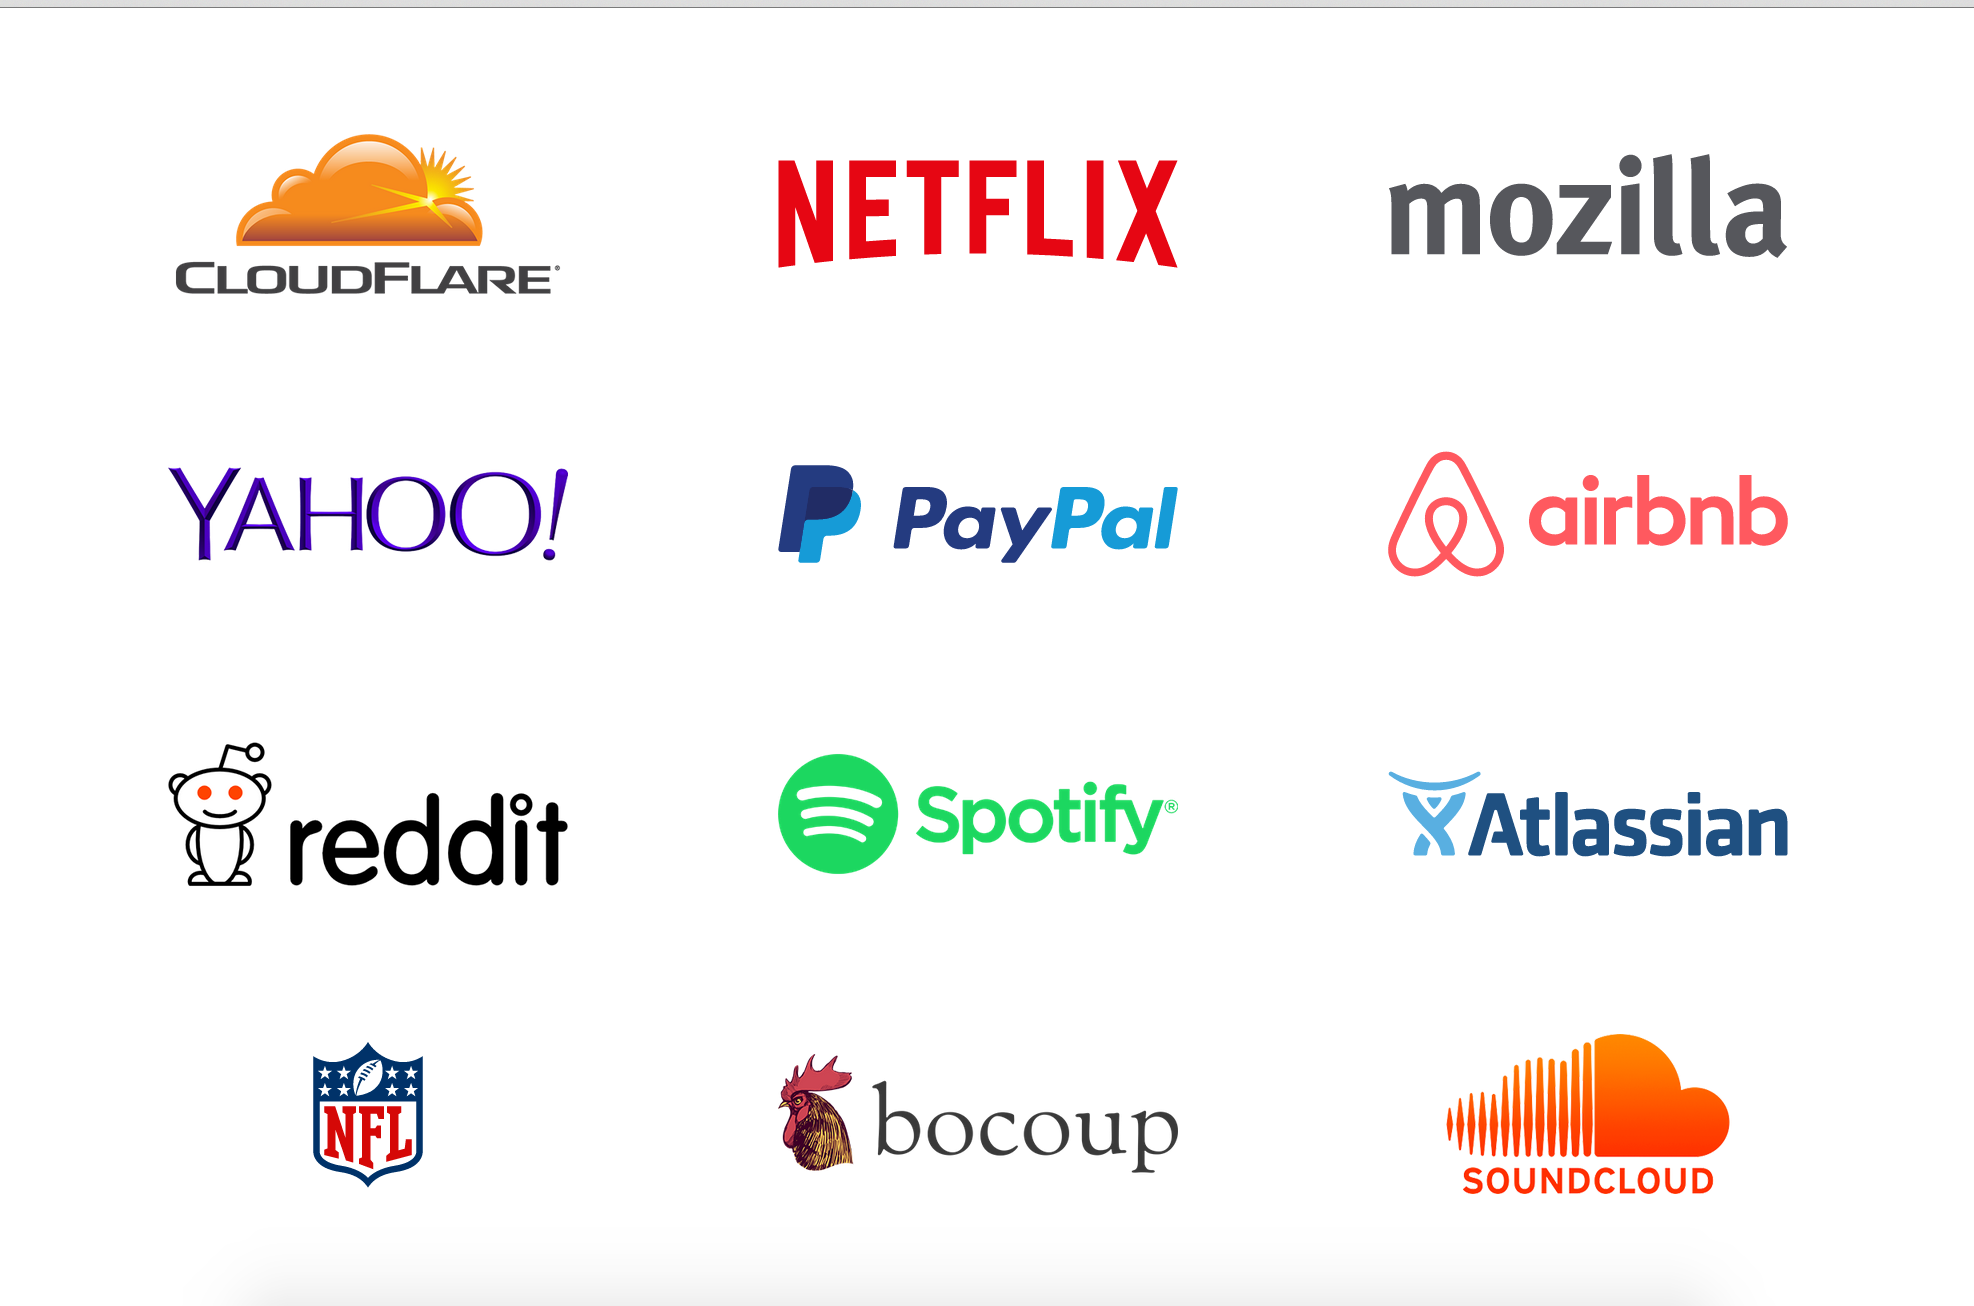 CLOUDFLARE®
NETFLIX
mozilla
YAHOO!
P PayPal
airbnb
reddit
Spotify®
Atlassian
NFL
bocoup
SOUNDCLOUD